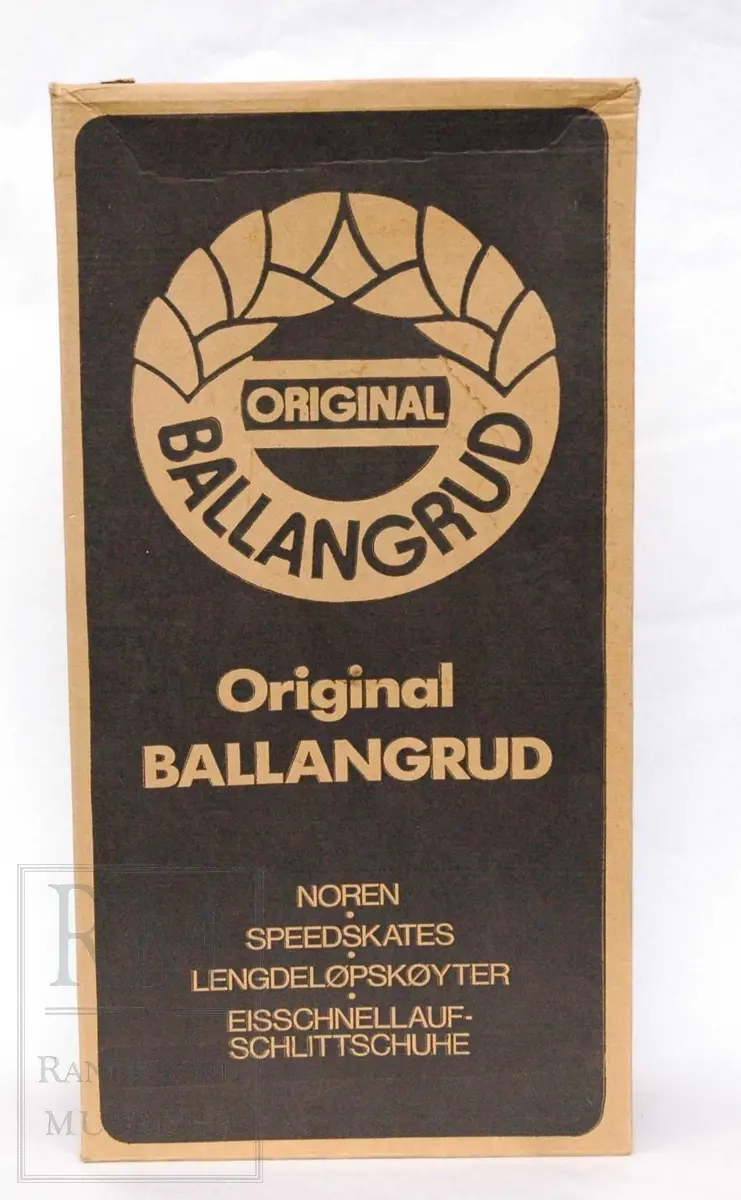 ORIGINAL
BALLANGRUD
Original
BALLANGRUD
NOREN
•
SPEEDSKATES
•
LENGDELØPSKØYTER
•
EISSCHNELLAUF-
SCHLITTSCHUHE